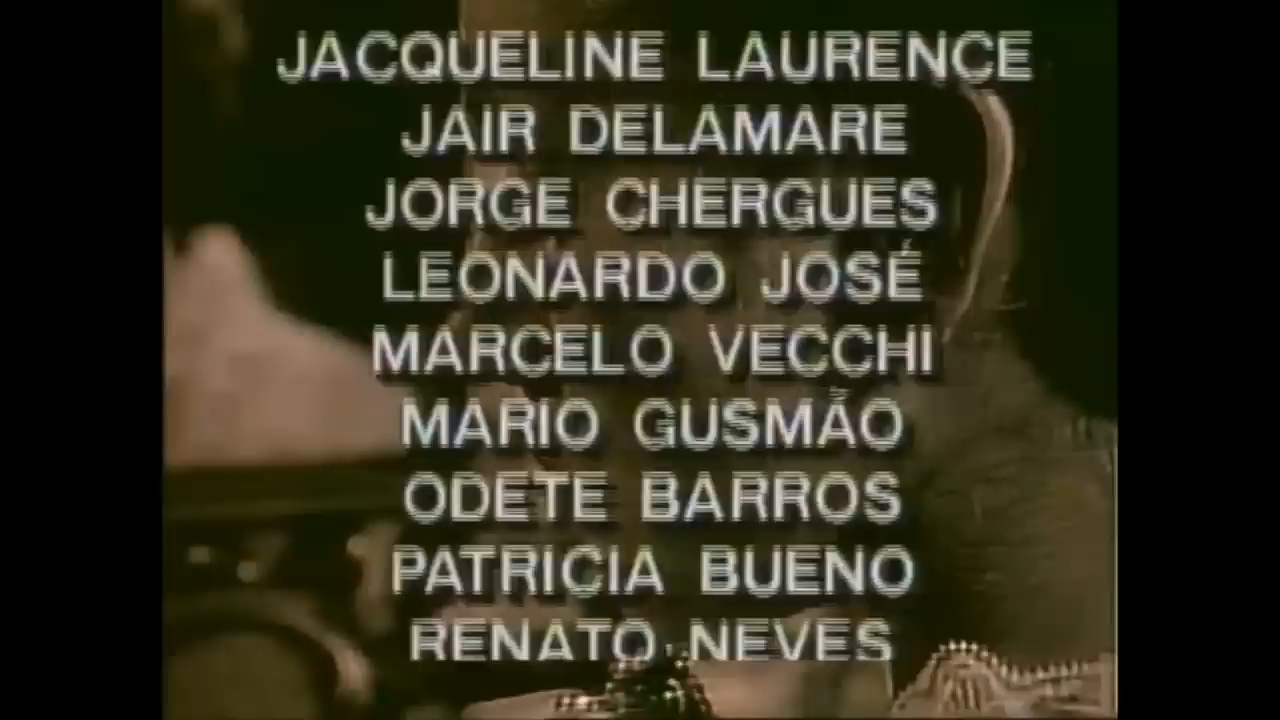 JACQUELINE LAURENCE
JAIR DELAMARE
JORGE CHERGUES
LEONARDO JOSÉ
MARCELO VECCHI
MARIO GUSMÃO
ODETE BARROS
PATRICIA BUENO
RENATO NEVES